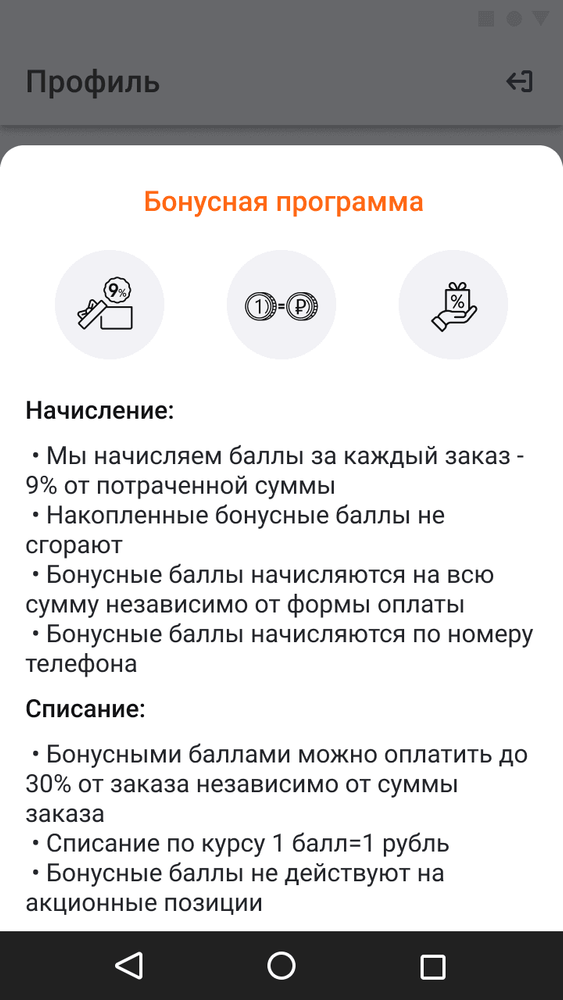 Профиль
Бонусная программа
9%
1 = ₽
%
Начисление:
• Мы начисляем баллы за каждый заказ -
9% от потраченной суммы
• Накопленные бонусные баллы не
сгорают
• Бонусные баллы начисляются на всю
сумму независимо от формы оплаты
• Бонусные баллы начисляются по номеру
телефона
Списание:
• Бонусными баллами можно оплатить до
30% от заказа независимо от суммы
заказа
• Списание по курсу 1 балл=1 рубль
• Бонусные баллы не действуют на
акционные позиции